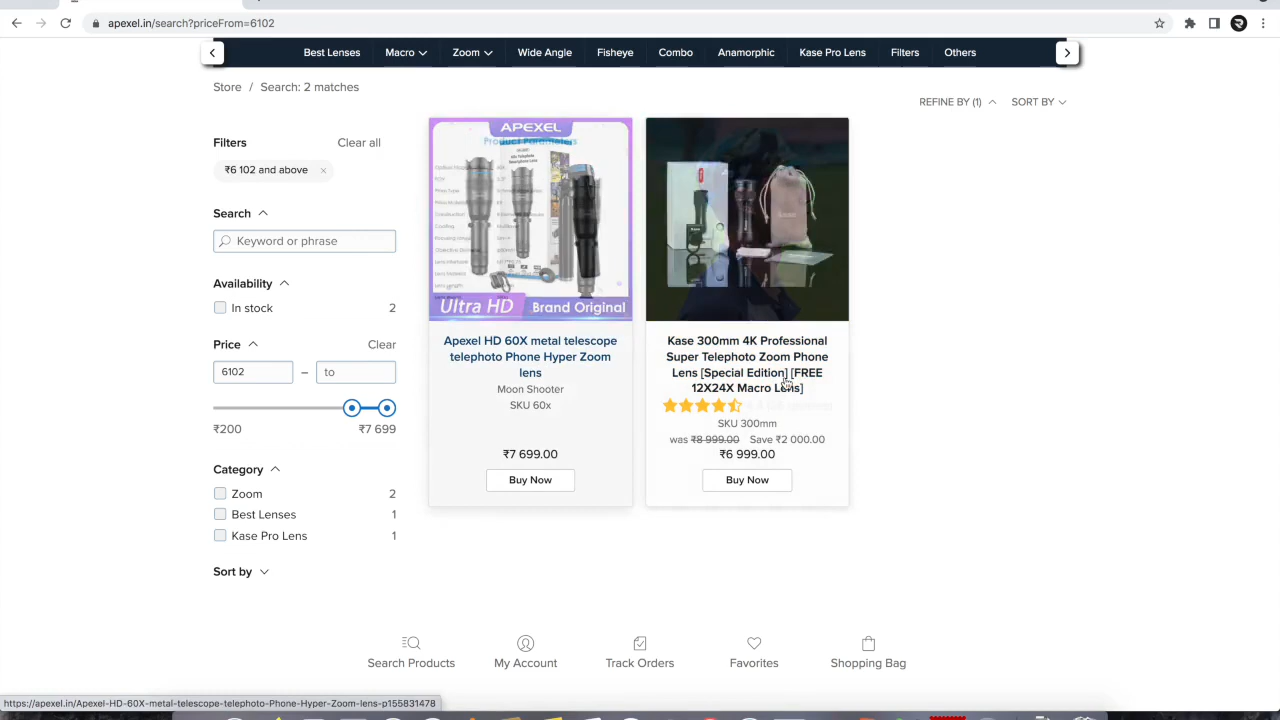 apexel.in/search?priceFrom=6102
Best Lenses Macro Zoom Wide Angle Fisheye Combo Anamorphic Kase Pro Lens Filters Others
Store / Search: 2 matches
REFINE BY (1) SORT BY
Filters Clear all
₹6 102 and above
Search
Keyword or phrase
Availability
In stock 2
Price Clear
6102 – to
₹200 ₹7 699
Category
Zoom 2
Best Lenses 1
Kase Pro Lens 1
Sort by
APEXEL
Product Parameters
Ultra HD Brand Original
Apexel HD 60X metal telescope
telephoto Phone Hyper Zoom
lens
Moon Shooter
SKU 60x
₹7 699.00
Buy Now
Kase 300mm 4K Professional
Super Telephoto Zoom Phone
Lens [Special Edition] [FREE
12X24X Macro Lens]
SKU 300mm
was ₹8 999.00 Save ₹2 000.00
₹6 999.00
Buy Now
Search Products My Account Track Orders Favorites Shopping Bag
https://apexel.in/Apexel-HD-60X-metal-telescope-telephoto-Phone-Hyper-Zoom-lens-p155831478